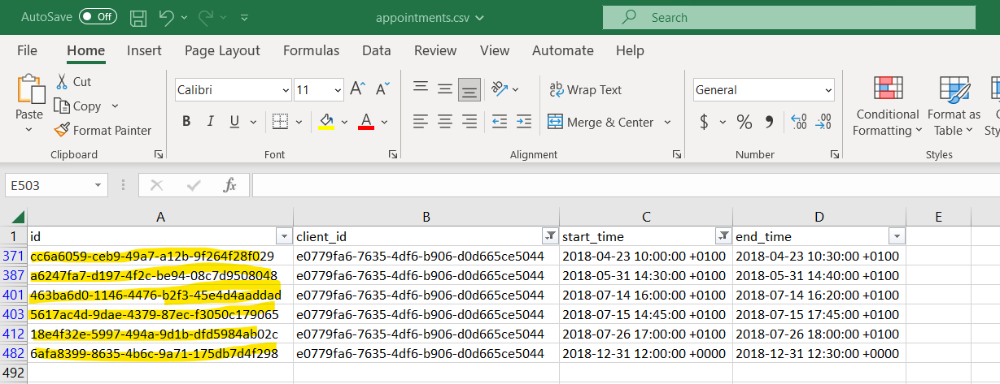 AutoSave Off appointments.csv Search
File Home Insert Page Layout Formulas Data Review View Automate Help
Paste Cut Calibri 11 A A ab Wrap Text General Conditional Formatting Format as Table
Copy B I U A Merge & Center $ % 9 .00 .00
Format Painter
Clipboard Font Alignment Number Styles
E503 fx
A B C D E
1 id client_id start_time end_time
371 cc6a6059-ceb9-49a7-a12b-9f264f28f029 e0779fa6-7635-4df6-b906-d0d665ce5044 2018-04-23 10:00:00 +0100 2018-04-23 10:30:00 +0100
387 a6247fa7-d197-4f2c-be94-08c7d9508048 e0779fa6-7635-4df6-b906-d0d665ce5044 2018-05-31 14:30:00 +0100 2018-05-31 14:40:00 +0100
401 463ba6d0-1146-4476-b2f3-45e4d4aaddad e0779fa6-7635-4df6-b906-d0d665ce5044 2018-07-14 16:00:00 +0100 2018-07-14 16:20:00 +0100
403 5617ac4d-9dae-4379-87ec-f3050c179065 e0779fa6-7635-4df6-b906-d0d665ce5044 2018-07-15 14:45:00 +0100 2018-07-15 17:45:00 +0100
412 18e4f32e-5997-494a-9d1b-dfd5984ab02c e0779fa6-7635-4df6-b906-d0d665ce5044 2018-07-26 17:00:00 +0100 2018-07-26 18:00:00 +0100
482 6afa8399-8635-4b6c-9a71-175db7d4f298 e0779fa6-7635-4df6-b906-d0d665ce5044 2018-12-31 12:00:00 +0000 2018-12-31 12:30:00 +0000
492